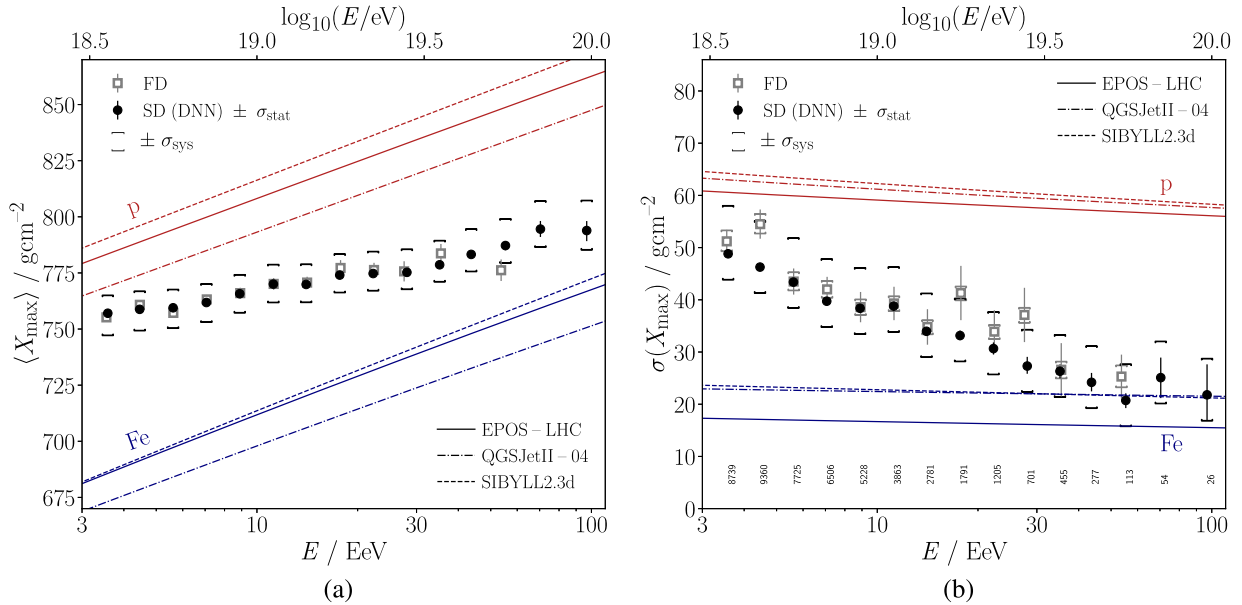 log₁₀(E/eV)
18.5 19.0 19.5 20.0
FD
SD (DNN) ± σstat
± σsys
p
Fe
EPOS – LHC
QGSJetII – 04
SIBYLL2.3d
850
825
800
775
750
725
700
675
⟨Xmax⟩ / gcm⁻²
3 10 30 100
E / EeV
(a)
log₁₀(E/eV)
18.5 19.0 19.5 20.0
FD
SD (DNN) ± σstat
± σsys
EPOS – LHC
QGSJetII – 04
SIBYLL2.3d
p
Fe
80
70
60
50
40
30
20
10
0
σ(Xmax) / gcm⁻²
8739 9360 7725 6506 5228 3863 2781 1791 1205 701 455 277 113 54 26
3 10 30 100
E / EeV
(b)